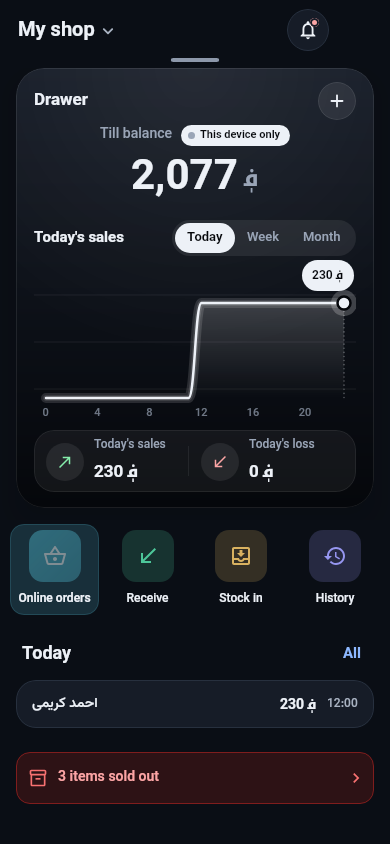 My shop
Drawer
Till balance
This device only
2,077 ؋
Today's sales
Today Week Month
230 ؋
0 4 8 12 16 20
Today's sales
230 ؋
Today's loss
0 ؋
Online orders
Receive
Stock in
History
Today
All
احمد کریمی
230 ؋
12:00
3 items sold out